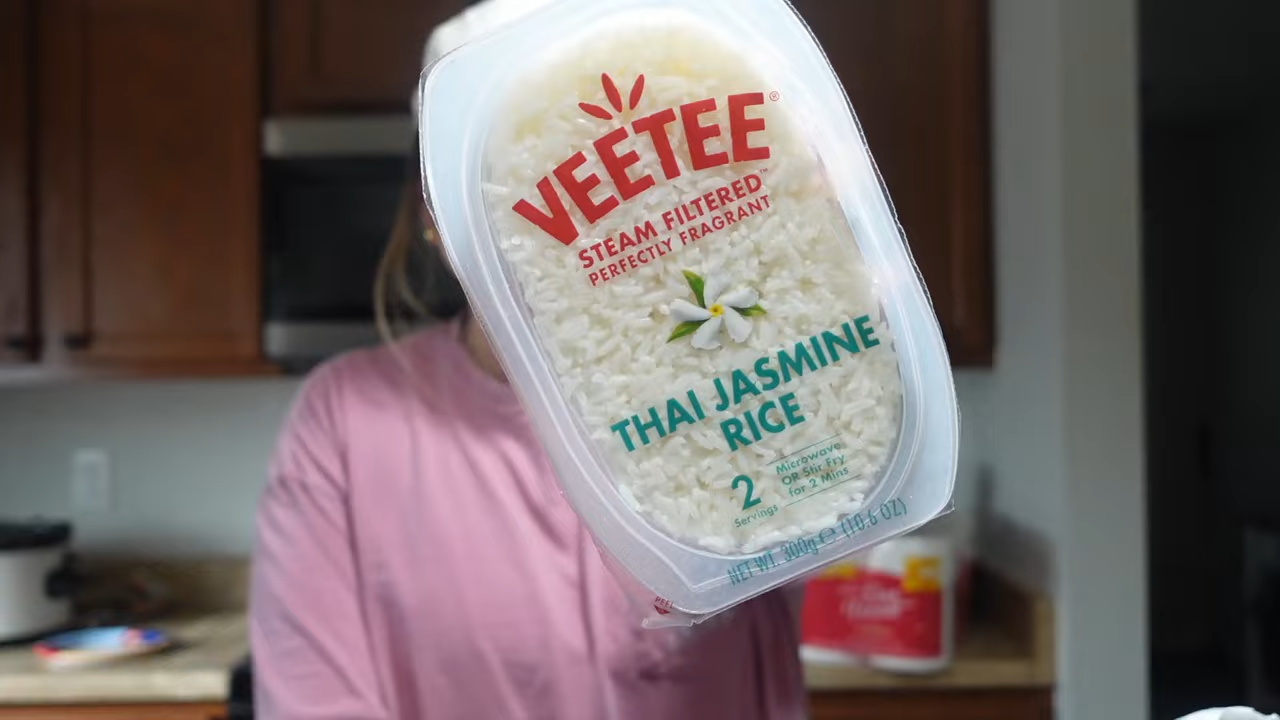 VEETEE®
STEAM FILTERED™
PERFECTLY FRAGRANT
THAI JASMINE
RICE
2
Servings
Microwave
OR Stir Fry
for 2 Mins
NET WT. 300g ℮ (10.6 OZ)
PEEL